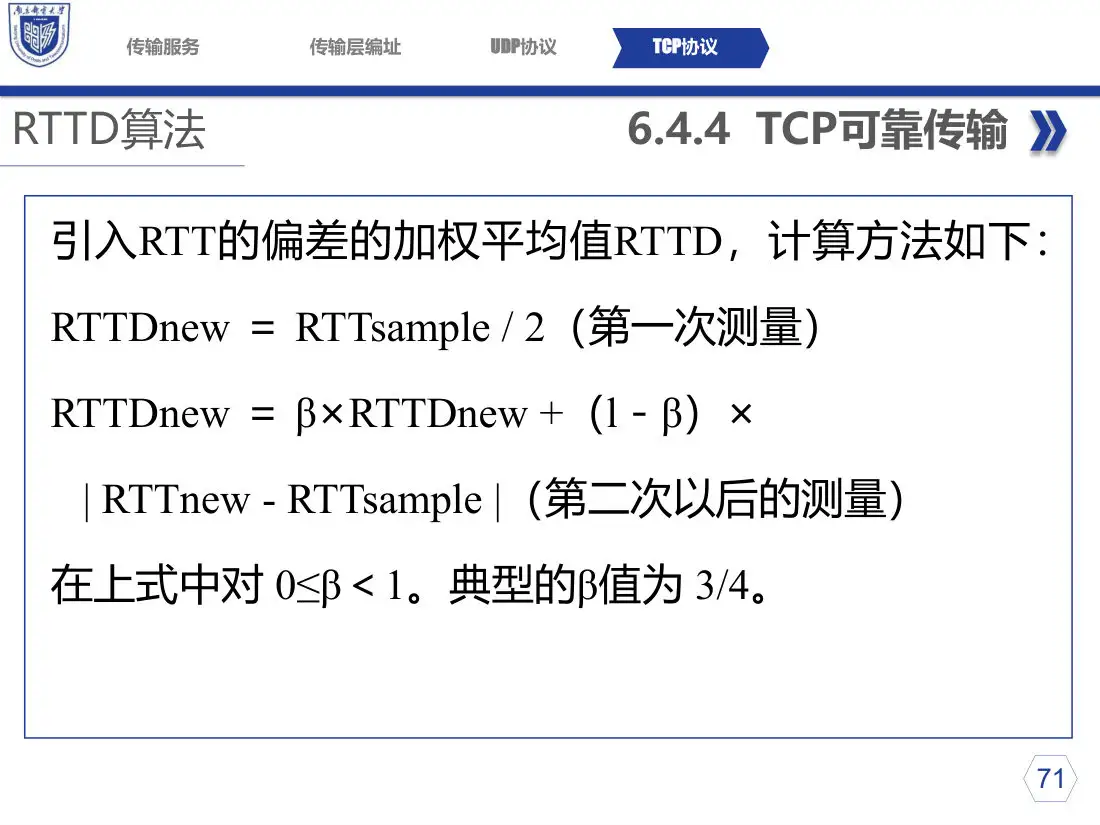 传输服务
传输层编址
UDP协议
TCP协议
RTTD算法
6.4.4 TCP可靠传输
引入RTT的偏差的加权平均值RTTD，计算方法如下：
RTTDnew = RTTsample / 2（第一次测量）
RTTDnew = β×RTTDnew +（1 - β）×
| RTTnew - RTTsample |（第二次以后的测量）
在上式中对 0≤β＜1。典型的β值为 3/4。
71